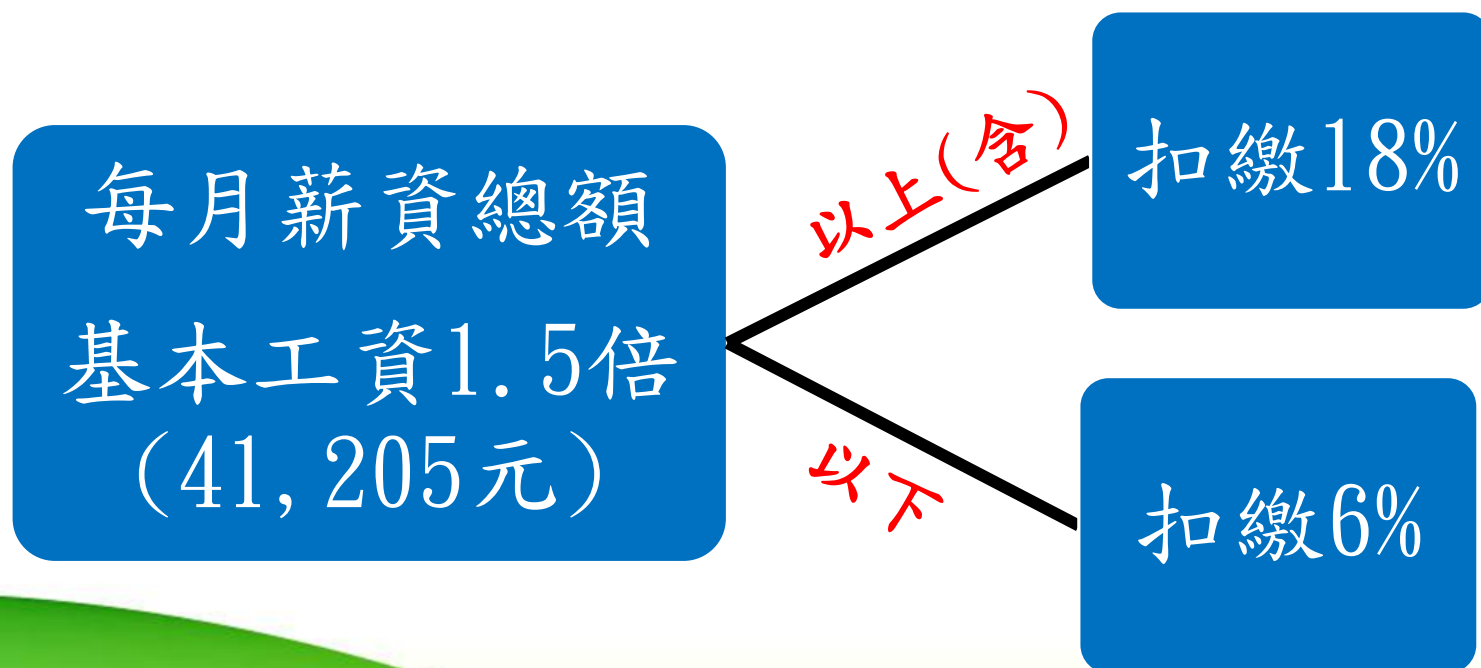 每月薪資總額
基本工資1.5倍
(41,205元)
以上(含)
扣繳18%
以下
扣繳6%